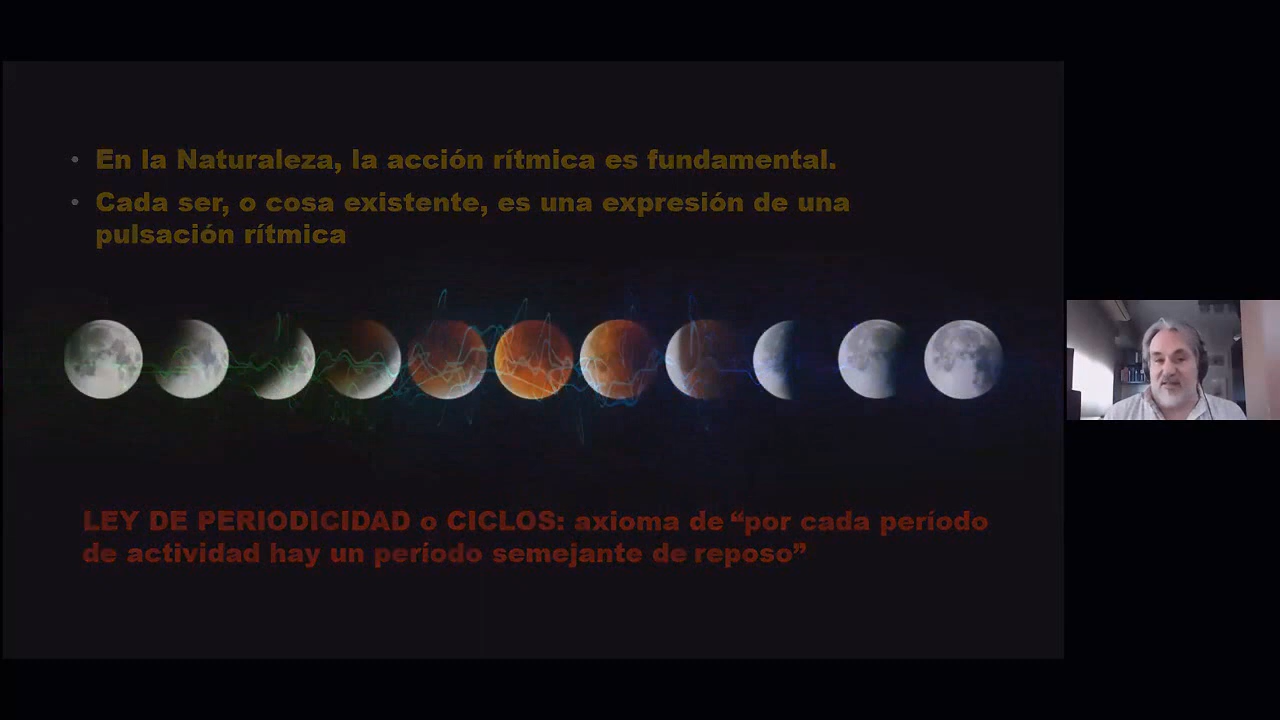 En la Naturaleza, la acción rítmica es fundamental.
Cada ser, o cosa existente, es una expresión de una
pulsación rítmica
LEY DE PERIODICIDAD o CICLOS: axioma de “por cada período
de actividad hay un período semejante de reposo”